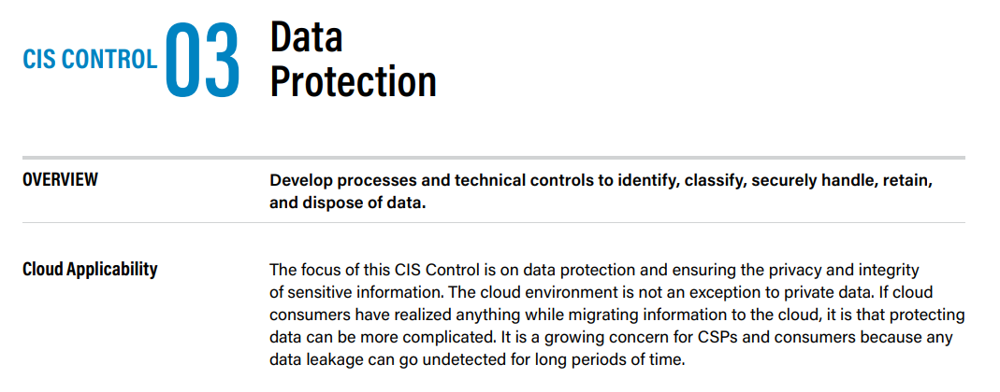 CIS CONTROL 03 Data
Protection
OVERVIEW Develop processes and technical controls to identify, classify, securely handle, retain,
and dispose of data.
Cloud Applicability The focus of this CIS Control is on data protection and ensuring the privacy and integrity
of sensitive information. The cloud environment is not an exception to private data. If cloud
consumers have realized anything while migrating information to the cloud, it is that protecting
data can be more complicated. It is a growing concern for CSPs and consumers because any
data leakage can go undetected for long periods of time.